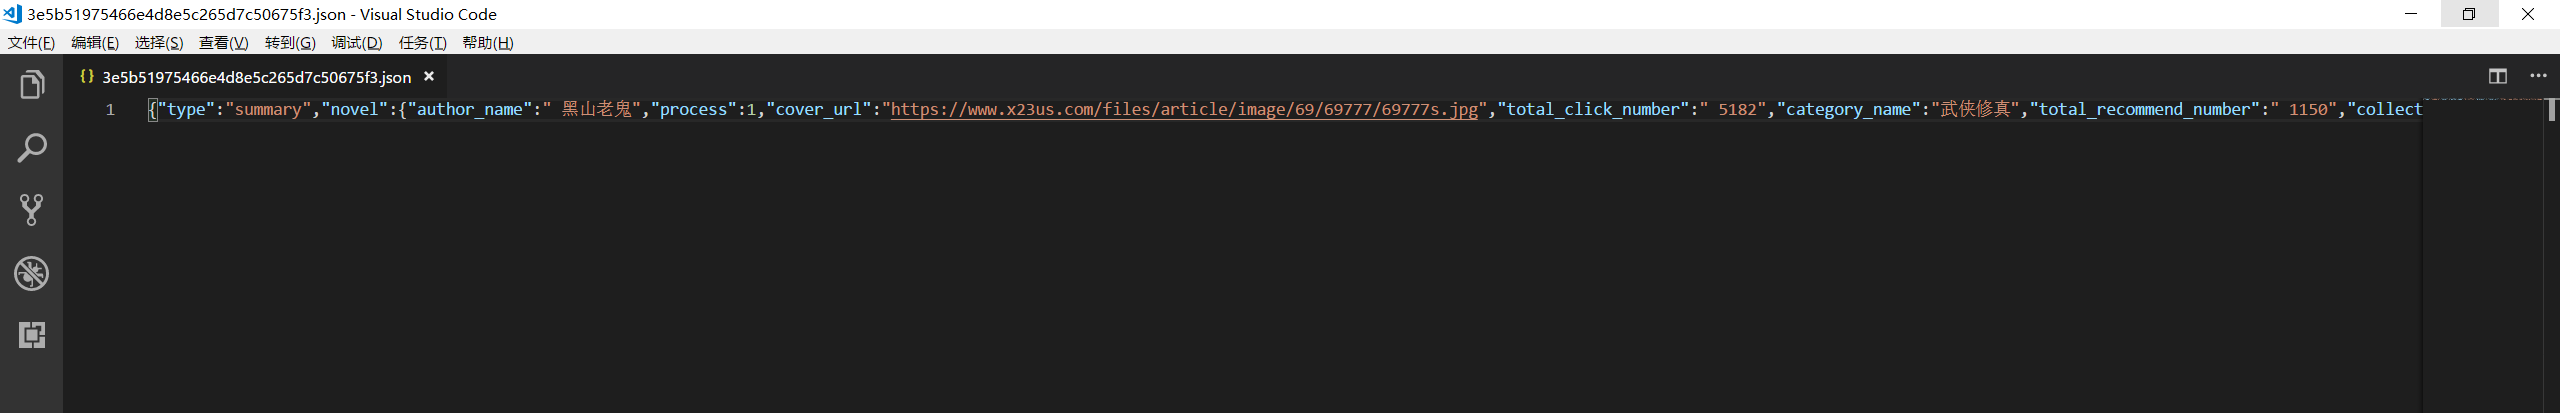 3e5b51975466e4d8e5c265d7c50675f3.json - Visual Studio Code
文件(F) 编辑(E) 选择(S) 查看(V) 转到(G) 调试(D) 任务(T) 帮助(H)
{} 3e5b51975466e4d8e5c265d7c50675f3.json ×
1 {"type":"summary","novel":{"author_name":" 黑山老鬼","process":1,"cover_url":"https://www.x23us.com/files/article/image/69/69777/69777s.jpg","total_click_number":" 5182","category_name":"武侠修真","total_recommend_number":" 1150","collect